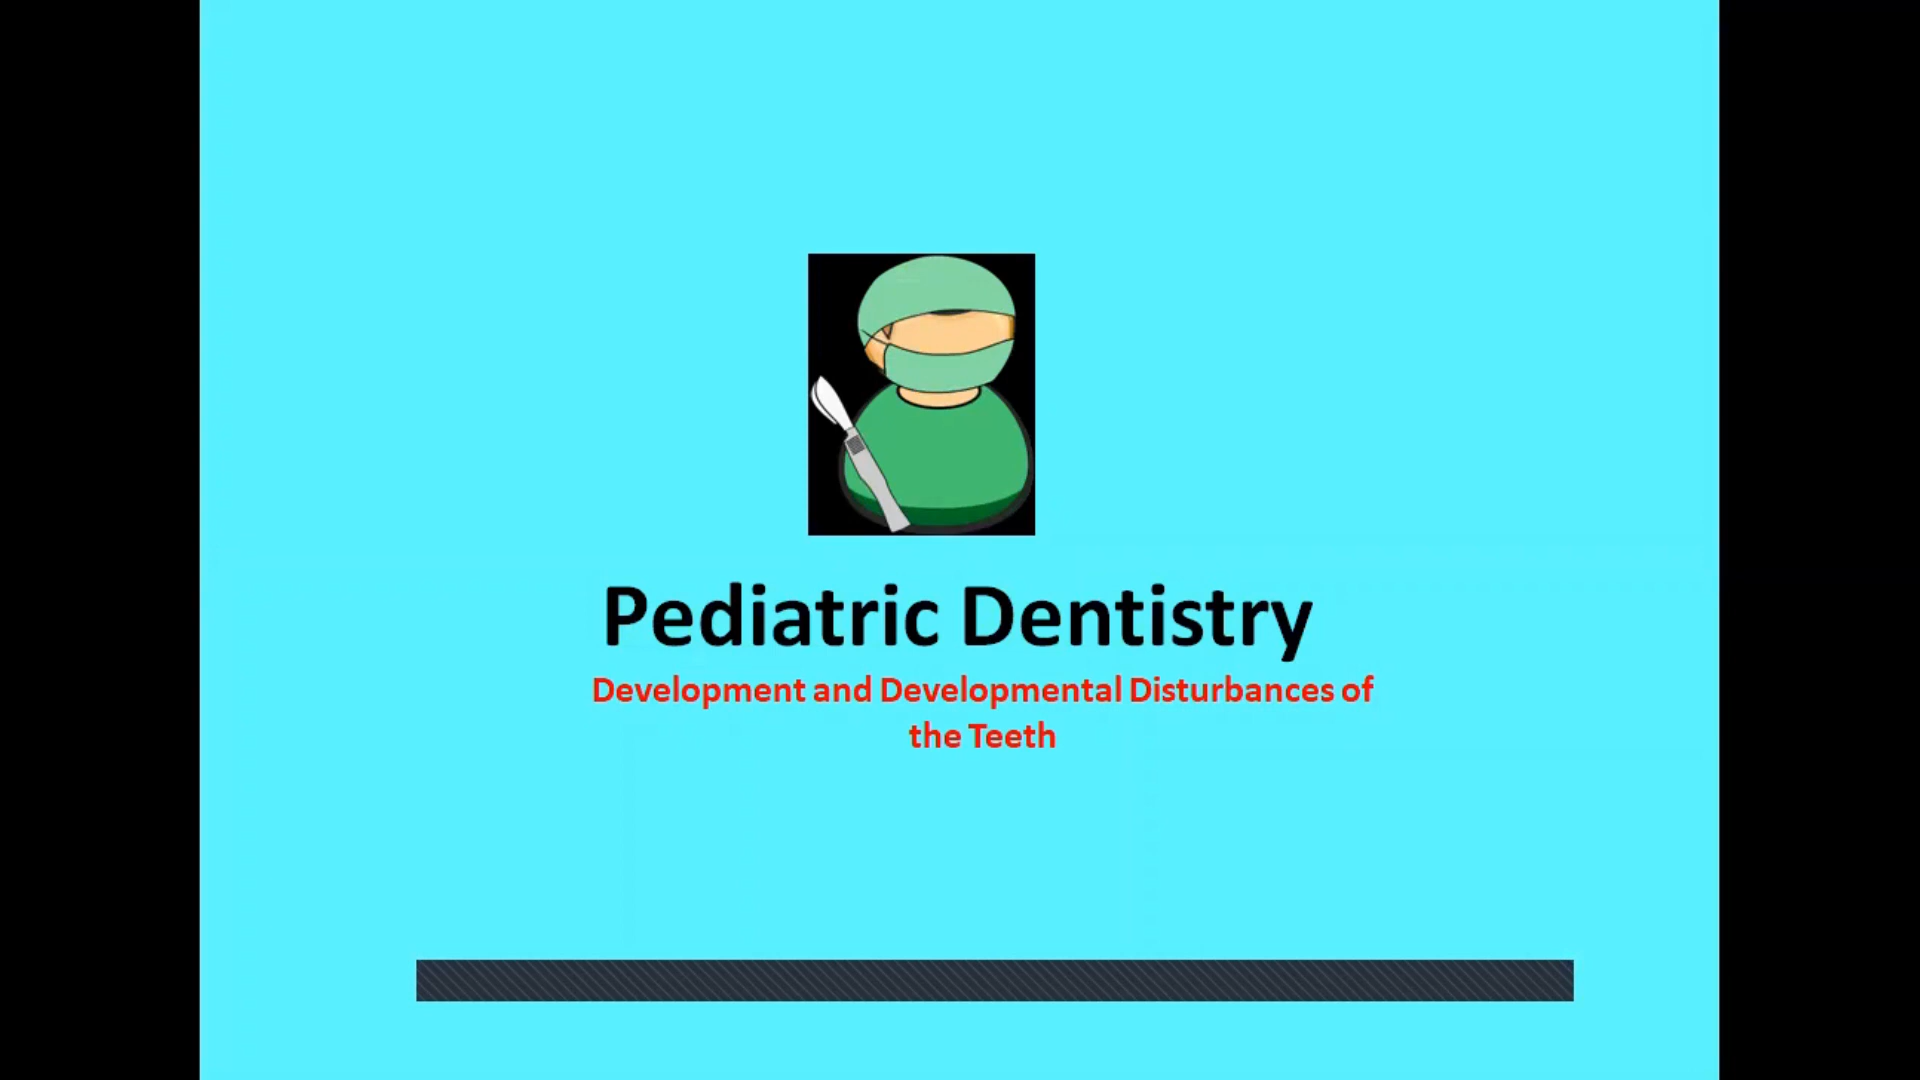 Pediatric Dentistry
Development and Developmental Disturbances of
the Teeth